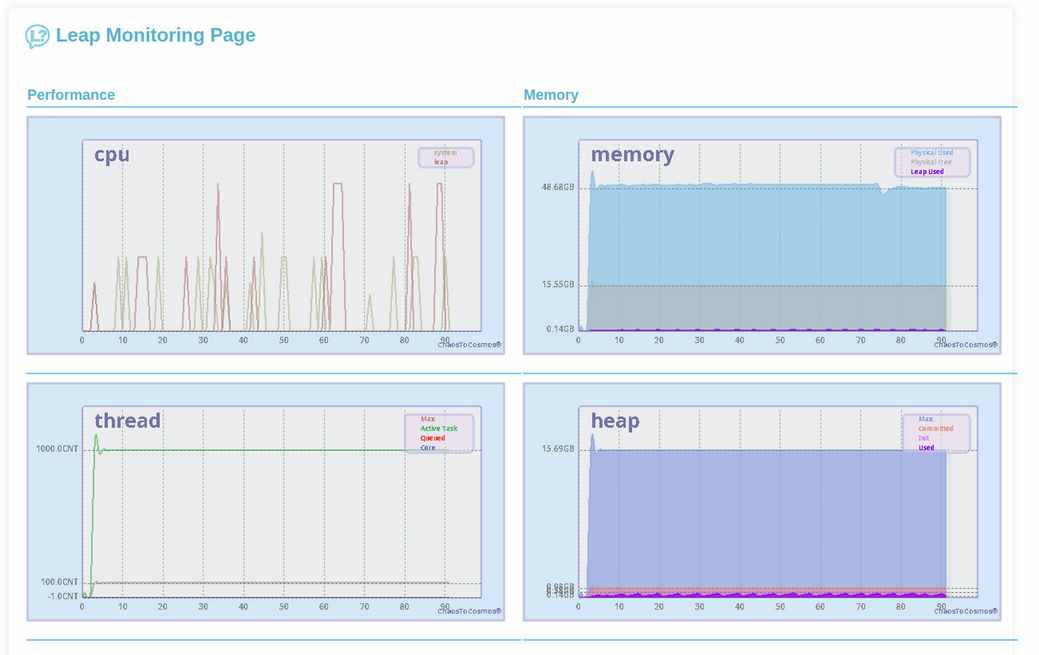 L?
Leap Monitoring Page
Performance
Memory
cpu
system
leap
0 10 20 30 40 50 60 70 80 90
ChaosToCosmos®
memory
Physical Used
Physical Free
Leap Used
48.68GB
15.55GB
0.14GB
0 10 20 30 40 50 60 70 80 90
ChaosToCosmos®
thread
Max
Active Task
Queued
Core
1000.0CNT
100.0CNT
-1.0CNT
0 10 20 30 40 50 60 70 80 90
ChaosToCosmos®
heap
Max
Committed
Init
Used
15.69GB
0.14GB
0 10 20 30 40 50 60 70 80 90
ChaosToCosmos®